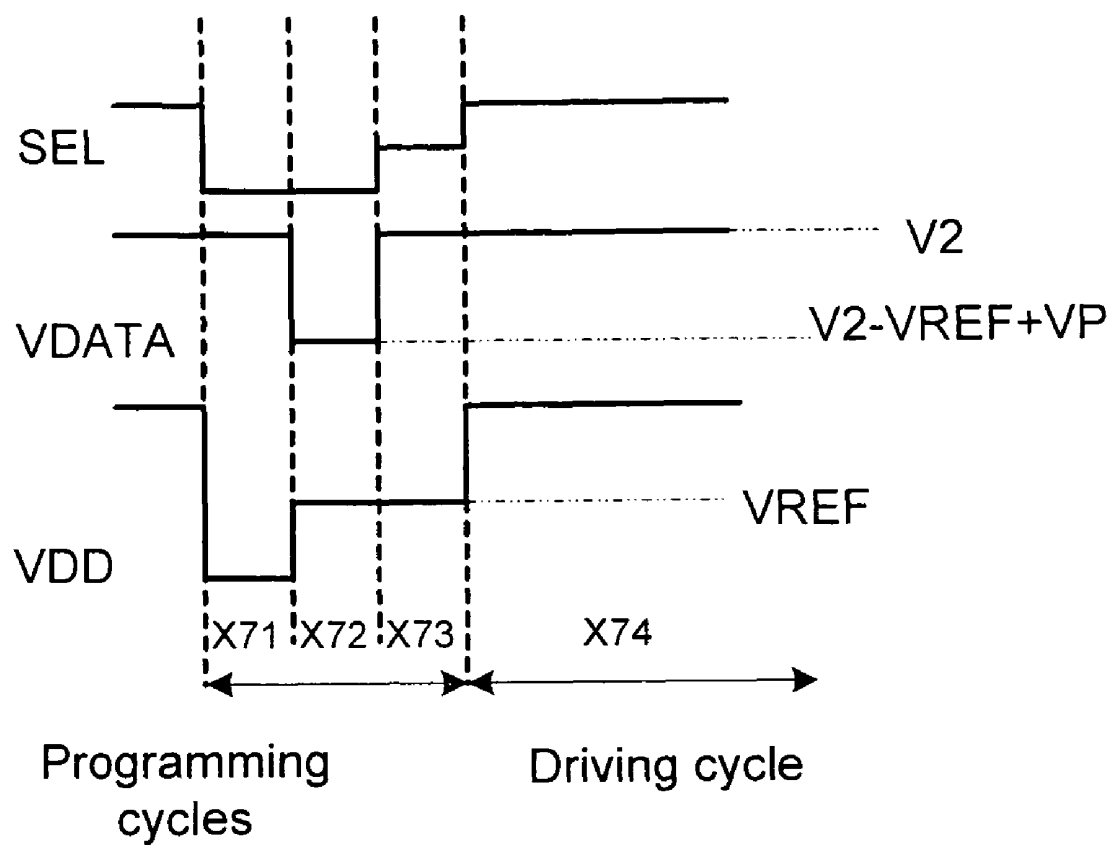 SEL
V2
VDATA
V2-VREF+VP
VREF
VDD
X71 X72 X73 X74
Programming
cycles
Driving cycle